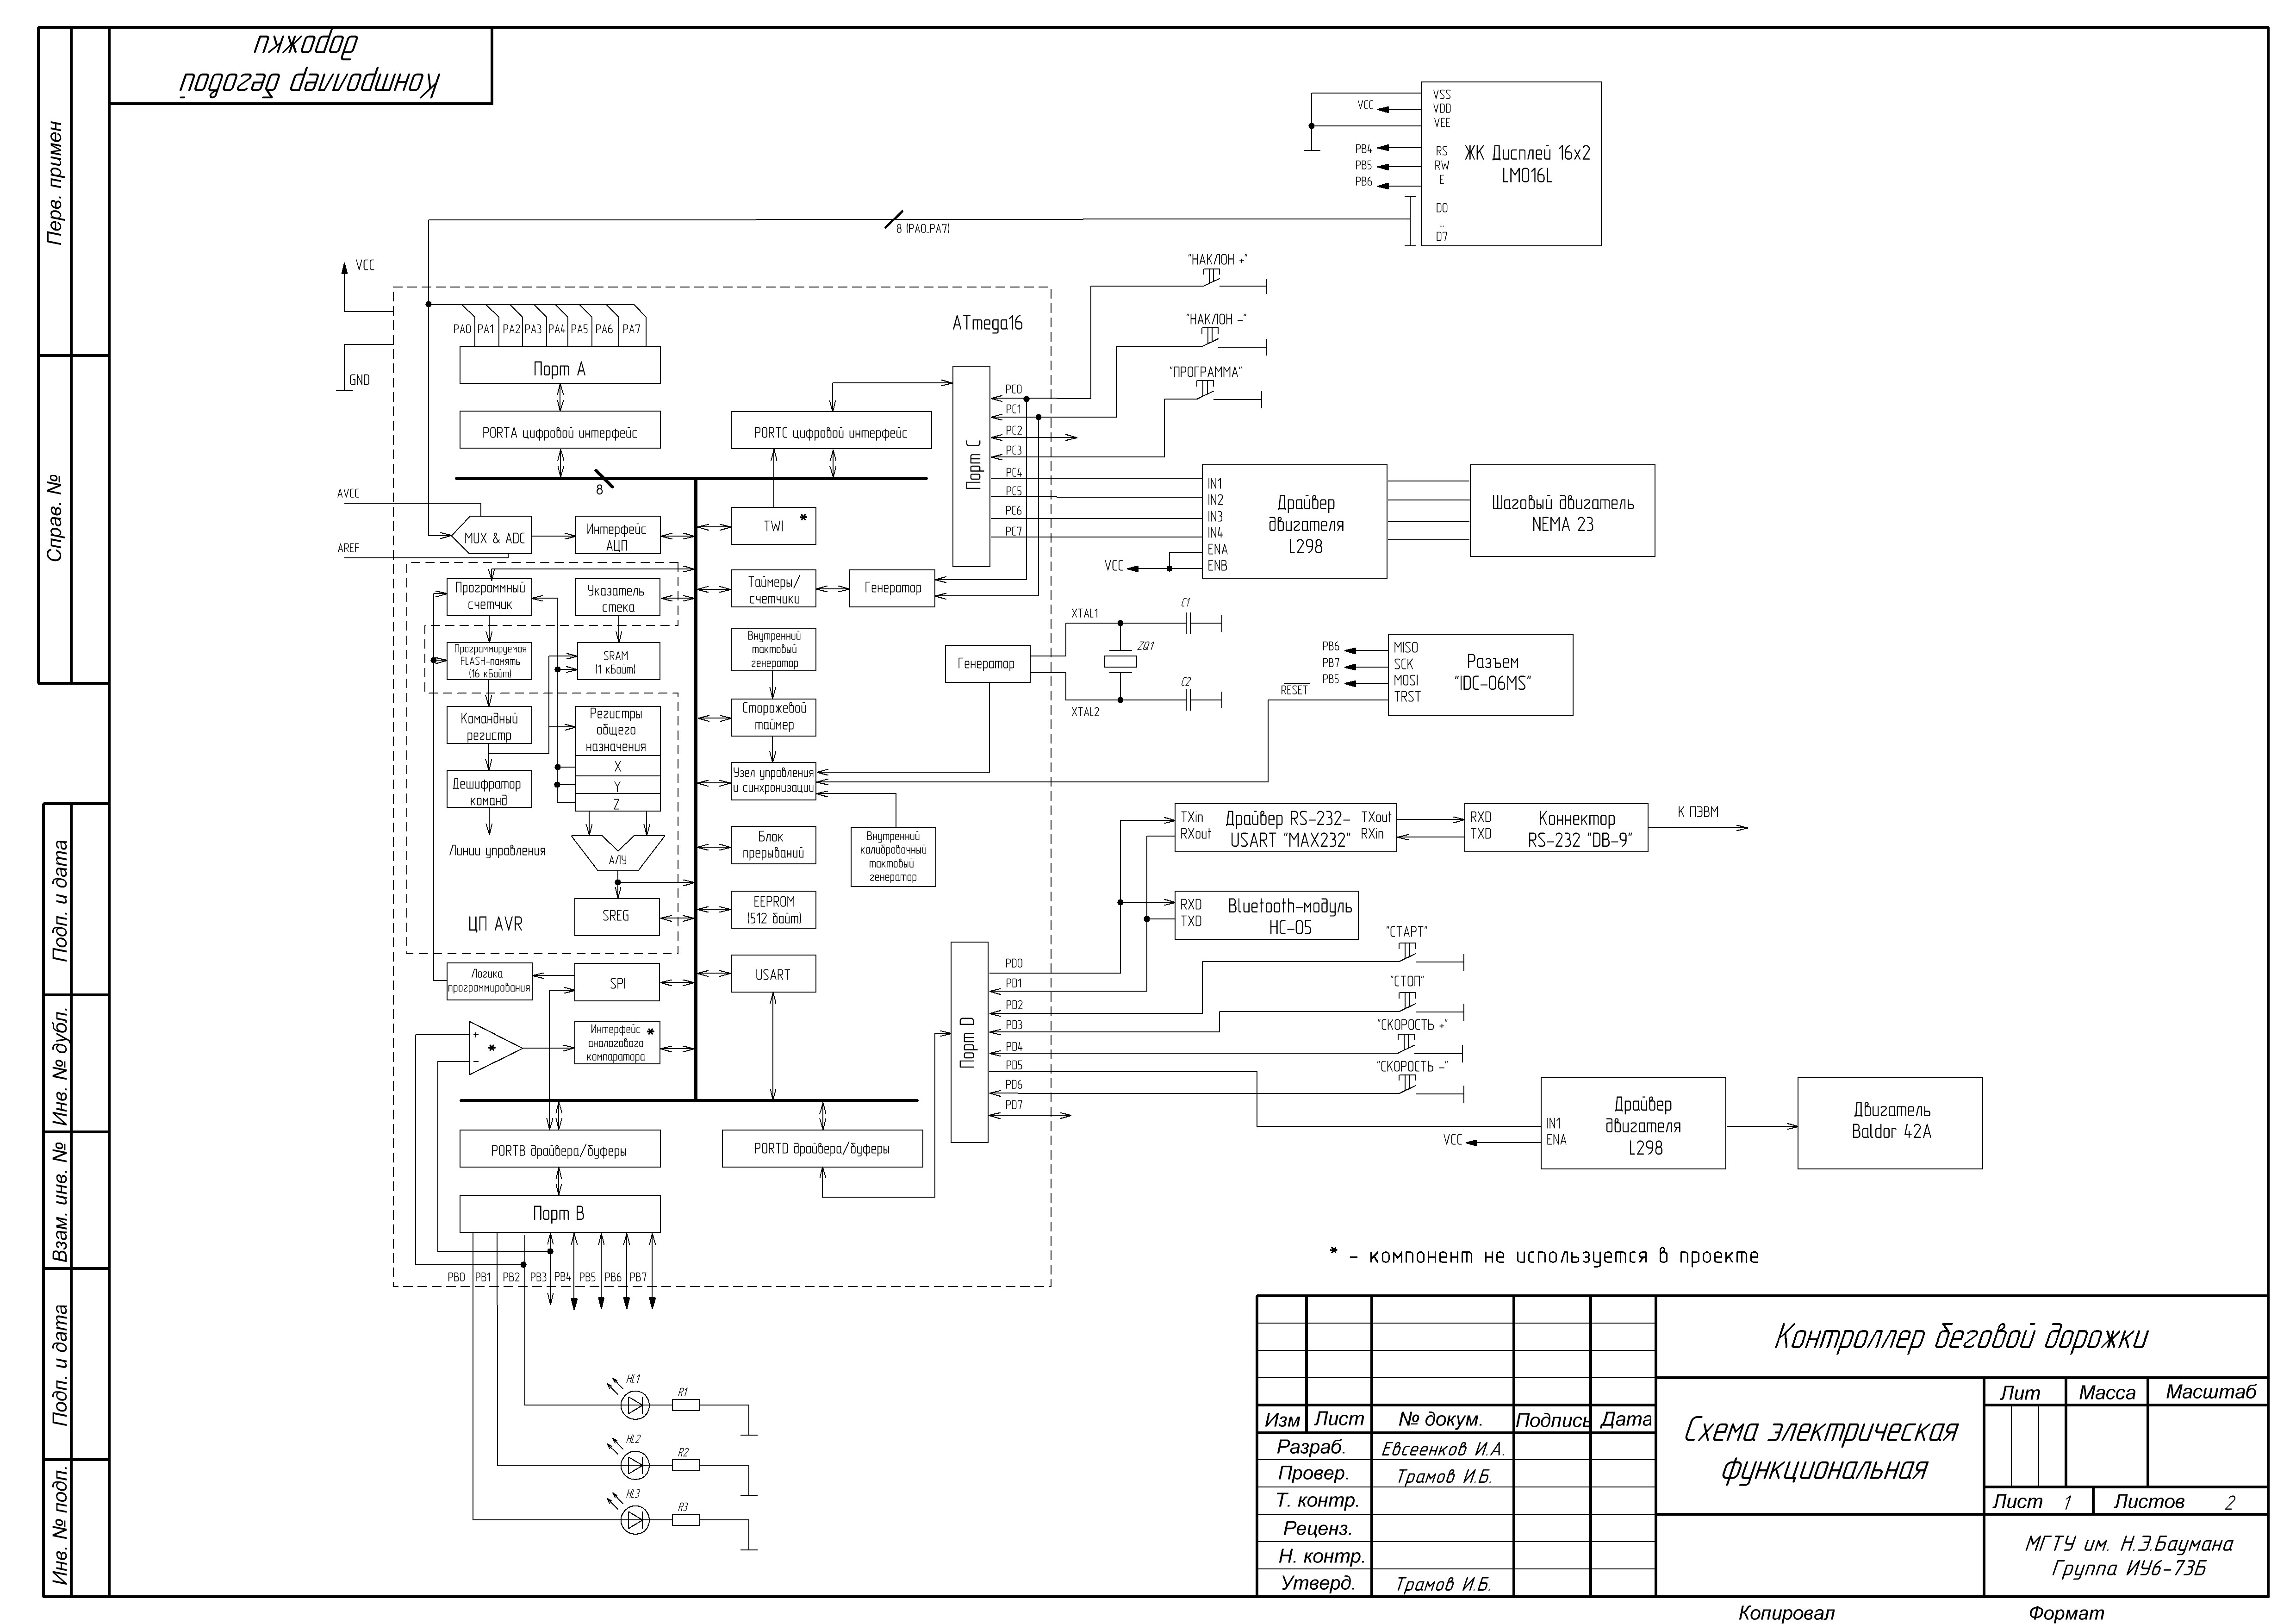 Контроллер беговой
дорожки
Перв. примен
Справ. №
Подп. и дата
Инв. № дубл.
Взам. инв. №
Подп. и дата
Инв. № подп.
VSS
VCC
VDD
VEE
PB4
RS
PB5
RW
PB6
E
ЖК Дисплей 16x2
LM016L
D0
...
D7
8 (PA0..PA7)
VCC
GND
ATmega16
PA0 PA1 PA2 PA3 PA4 PA5 PA6 PA7
Порт A
PORTA цифровой интерфейс
PORTC цифровой интерфейс
8
"НАКЛОН +"
"НАКЛОН -"
"ПРОГРАММА"
Порт C
PC0
PC1
PC2
PC3
PC4
PC5
PC6
PC7
IN1
IN2
IN3
IN4
ENA
ENB
VCC
Драйвер
двигателя
L298
Шаговый двигатель
NEMA 23
AVCC
AREF
MUX & ADC
Интерфейс
АЦП
TWI *
Программный
счетчик
Указатель
стека
Таймеры/
счетчики
Генератор
Программируемая
FLASH-память
(16 кБайт)
SRAM
(1 кБайт)
Внутренний
тактовый
генератор
Генератор
XTAL1
XTAL2
C1
ZQ1
C2
RESET
PB6
PB7
PB5
MISO
SCK
MOSI
TRST
Разъем
"IDC-06MS"
Командный
регистр
Регистры
общего
назначения
X
Y
Z
Сторожевой
таймер
Дешифратор
команд
Узел управления
и синхронизации
Линии управления
АЛУ
Блок
прерываний
Внутренний
калибровочный
тактовый
генератор
SREG
EEPROM
(512 байт)
ЦП AVR
Логика
программирования
SPI
USART
+
*
-
Интерфейс *
аналогового
компаратора
TXin
RXout
Драйвер RS-232-
USART "MAX232"
TXout
RXin
RXD
TXD
Коннектор
RS-232 "DB-9"
К ПЭВМ
RXD
TXD
Bluetooth-модуль
HC-05
"СТАРТ"
"СТОП"
"СКОРОСТЬ +"
"СКОРОСТЬ -"
Порт D
PD0
PD1
PD2
PD3
PD4
PD5
PD6
PD7
IN1
VCC
ENA
Драйвер
двигателя
L298
Двигатель
Baldor 42A
PORTB драйвера/буферы
PORTD драйвера/буферы
Порт B
PB0 PB1 PB2 PB3 PB4 PB5 PB6 PB7
HL1
R1
HL2
R2
HL3
R3
* - компонент не используется в проекте
Контроллер беговой дорожки
Схема электрическая
функциональная
Лит Масса Масштаб
Лист 1 Листов 2
МГТУ им. Н.Э.Баумана
Группа ИУ6-73Б
Изм Лист № докум. Подпись Дата
Разраб. Евсеенков И.А.
Провер. Трамов И.Б.
Т. контр.
Реценз.
Н. контр.
Утверд. Трамов И.Б.
Копировал Формат